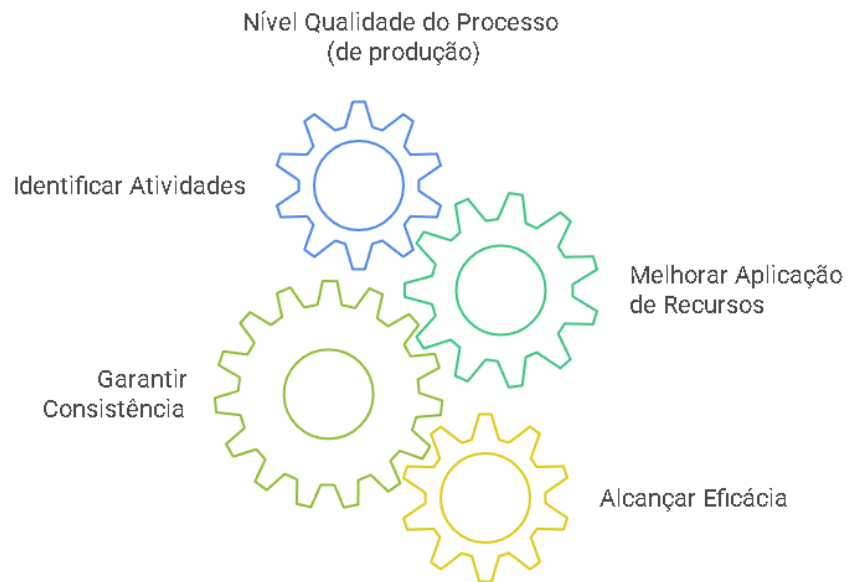 Nível Qualidade do Processo
(de produção)
Identificar Atividades
Melhorar Aplicação
de Recursos
Garantir
Consistência
Alcançar Eficácia